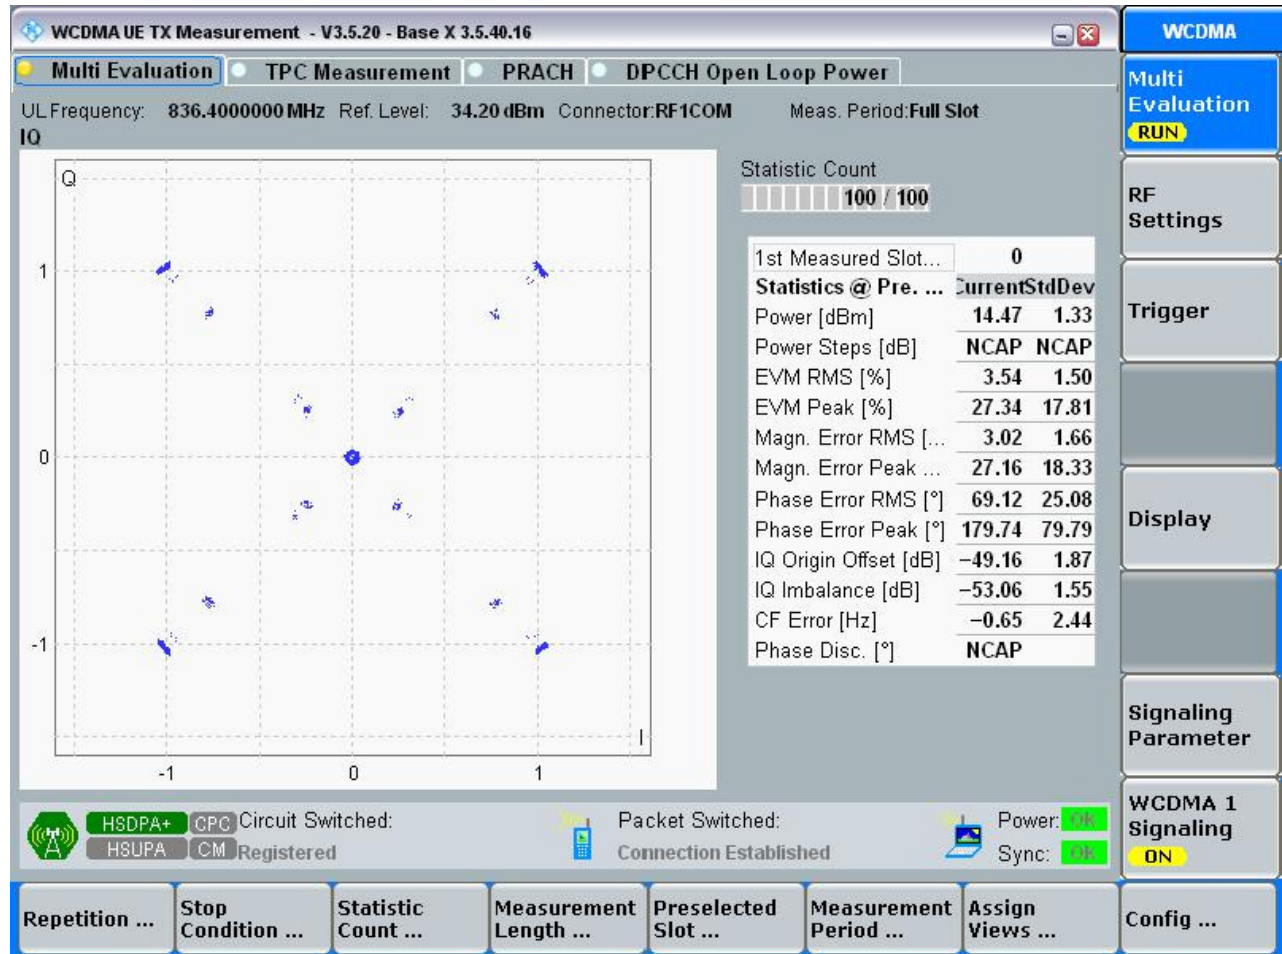 WCDMA UE TX Measurement - V3.5.20 - Base X 3.5.40.16
WCDMA
Multi Evaluation TPC Measurement PRACH DPCCH Open Loop Power
UL Frequency: 836.4000000 MHz Ref. Level: 34.20 dBm Connector:RF1COM Meas. Period:Full Slot
IQ
Q
1
0
-1
-1 0 1
I
Statistic Count
100 / 100
1st Measured Slot... 0
Statistics @ Pre. ... CurrentStdDev
Power [dBm] 14.47 1.33
Power Steps [dB] NCAP NCAP
EVM RMS [%] 3.54 1.50
EVM Peak [%] 27.34 17.81
Magn. Error RMS [... 3.02 1.66
Magn. Error Peak ... 27.16 18.33
Phase Error RMS [°] 69.12 25.08
Phase Error Peak [°] 179.74 79.79
IQ Origin Offset [dB] −49.16 1.87
IQ Imbalance [dB] −53.06 1.55
CF Error [Hz] −0.65 2.44
Phase Disc. [°] NCAP
HSDPA+ CPC Circuit Switched: Packet Switched: Power: OK
HSUPA CM Registered Connection Established Sync: OK
Multi
Evaluation
RUN
RF
Settings
Trigger
Display
Signaling
Parameter
WCDMA 1
Signaling
ON
Repetition ...
Stop
Condition ...
Statistic
Count ...
Measurement
Length ...
Preselected
Slot ...
Measurement
Period ...
Assign
Views ...
Config ...